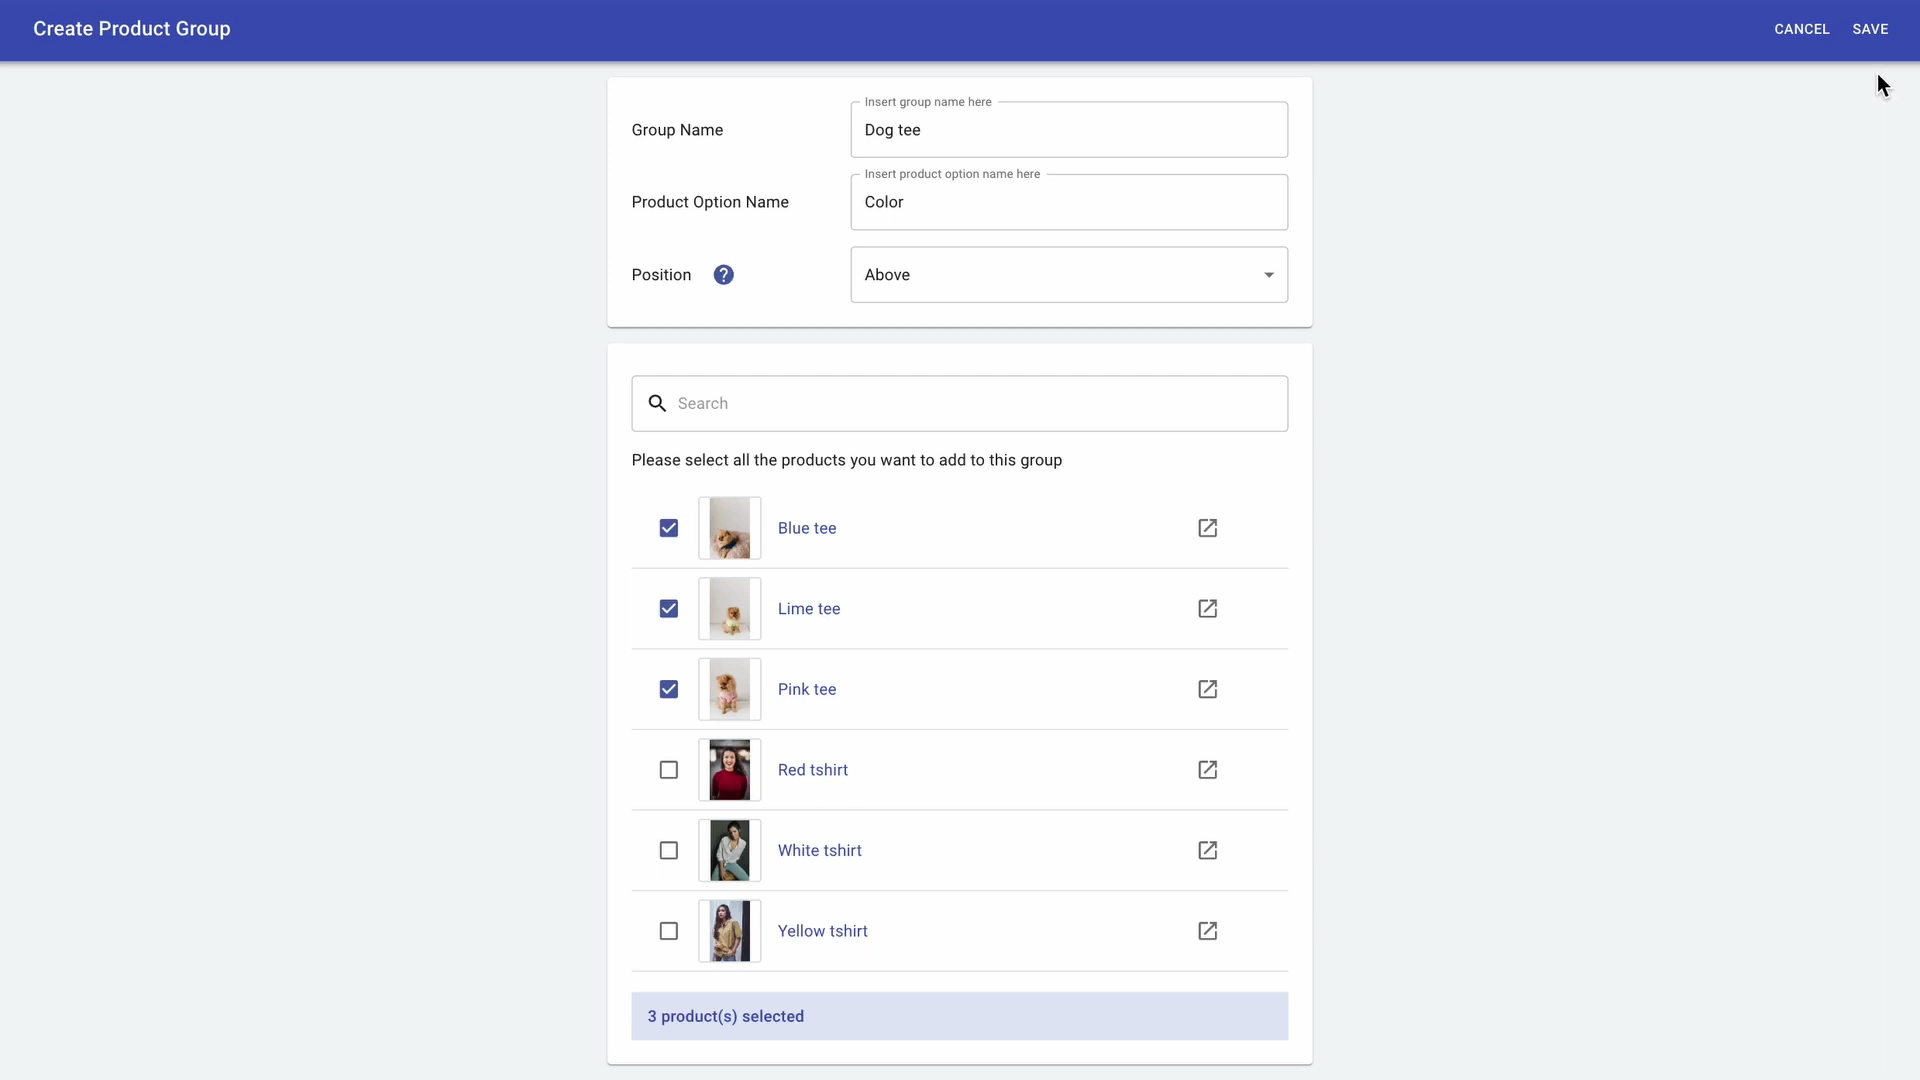 Create Product Group
CANCEL SAVE
Insert group name here
Group Name
Dog tee
Insert product option name here
Product Option Name
Color
Position ?
Above
Search
Please select all the products you want to add to this group
Blue tee
Lime tee
Pink tee
Red tshirt
White tshirt
Yellow tshirt
3 product(s) selected